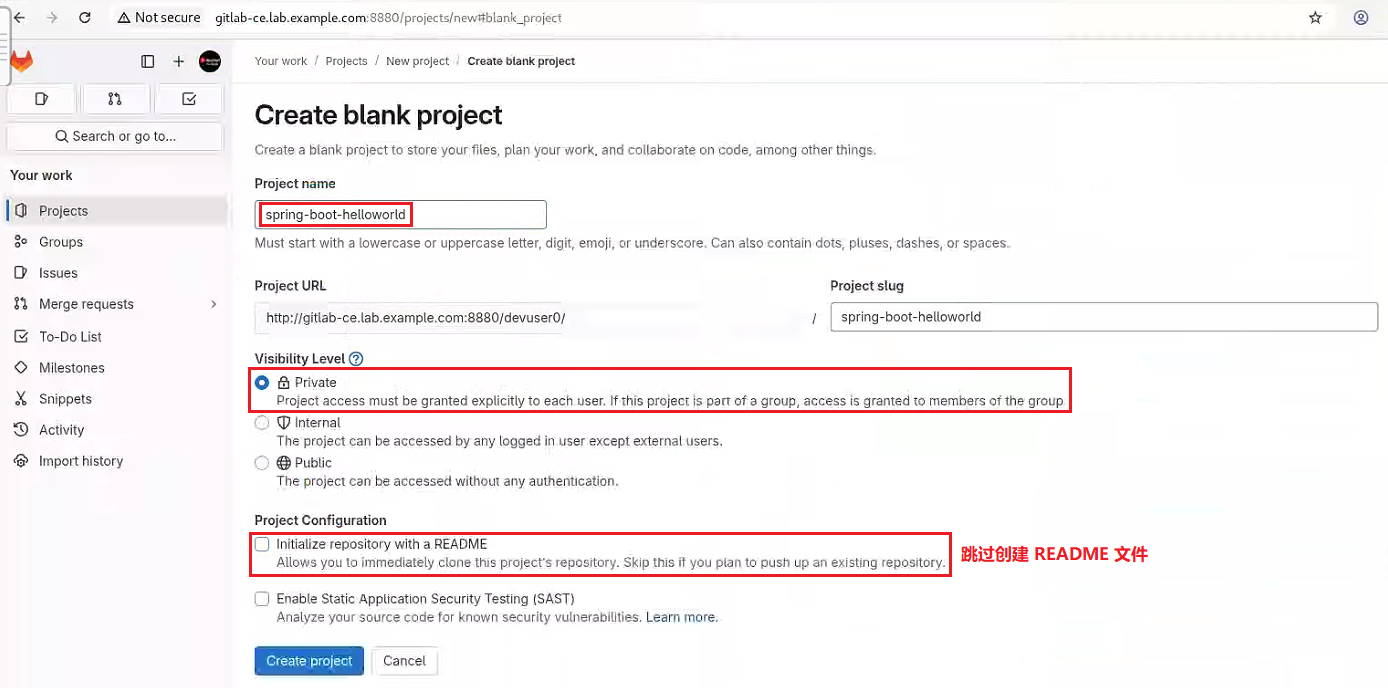 Not secure gitlab-ce.lab.example.com:8880/projects/new#blank_project
Your work / Projects / New project / Create blank project
Search or go to...
Your work
Projects
Groups
Issues
Merge requests
To-Do List
Milestones
Snippets
Activity
Import history
Create blank project
Create a blank project to store your files, plan your work, and collaborate on code, among other things.
Project name
spring-boot-helloworld
Must start with a lowercase or uppercase letter, digit, emoji, or underscore. Can also contain dots, pluses, dashes, or spaces.
Project URL
http://gitlab-ce.lab.example.com:8880/devuser0/
/
Project slug
spring-boot-helloworld
Visibility Level
Private
Project access must be granted explicitly to each user. If this project is part of a group, access is granted to members of the group
Internal
The project can be accessed by any logged in user except external users.
Public
The project can be accessed without any authentication.
Project Configuration
Initialize repository with a README
Allows you to immediately clone this project's repository. Skip this if you plan to push up an existing repository.
跳过创建 README 文件
Enable Static Application Security Testing (SAST)
Analyze your source code for known security vulnerabilities. Learn more.
Create project
Cancel